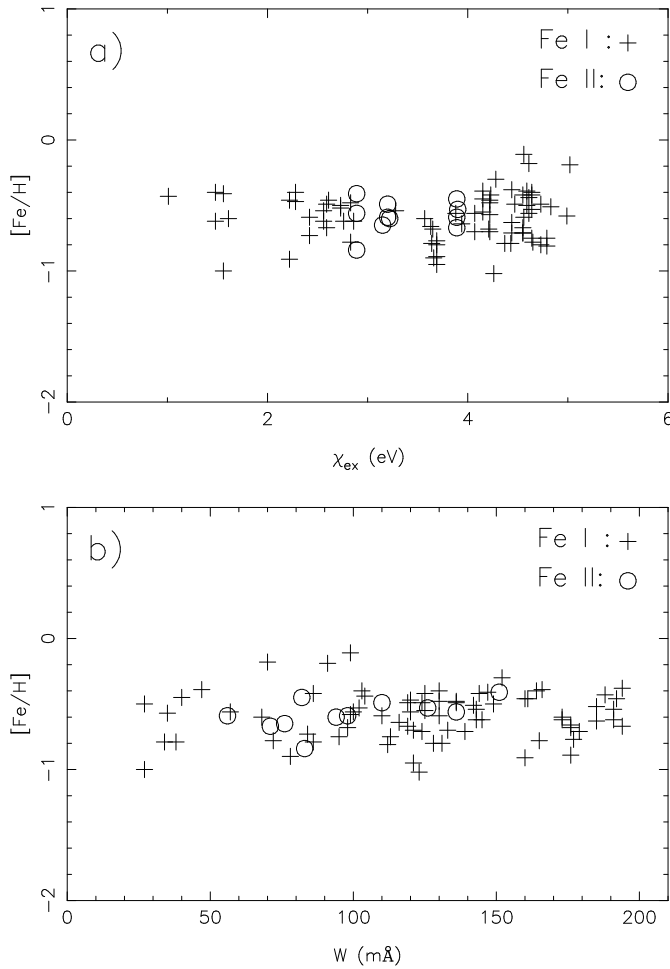 1
a)
Fe I : +
Fe II: ○
0
[Fe/H]
−1
−2
0 2 4 6
χex (eV)
1
b)
Fe I : +
Fe II: ○
0
[Fe/H]
−1
−2
0 50 100 150 200
W (mÅ)